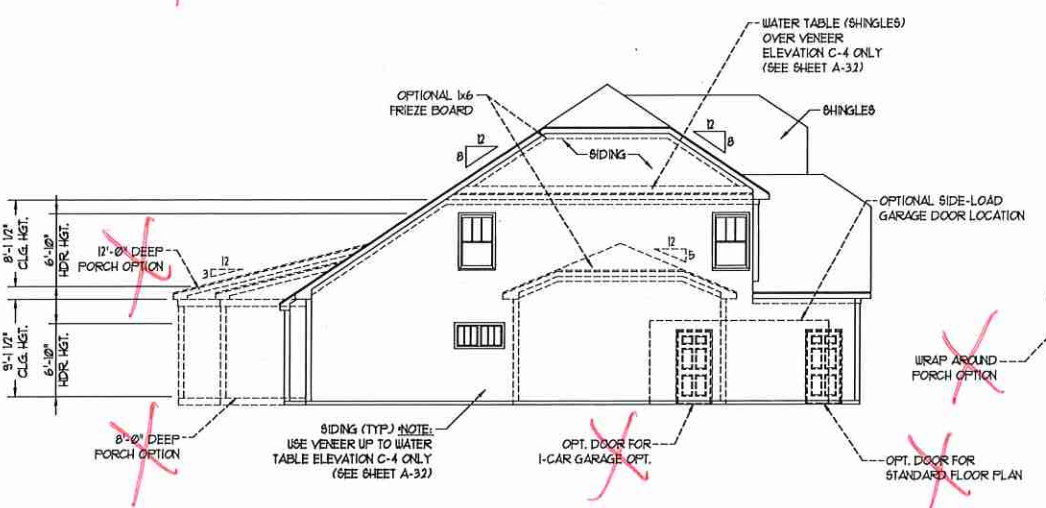 WATER TABLE (SHINGLES)
OVER VENEER
ELEVATION C-4 ONLY
(SEE SHEET A-3.2)
OPTIONAL 1x6
FRIEZE BOARD
SHINGLES
12
8
12
8
SIDING
OPTIONAL SIDE-LOAD
GARAGE DOOR LOCATION
8'-1 1/2"
CLG. HGT.
6'-10"
HDR. HGT.
12'-0" DEEP
PORCH OPTION
12
3
12
5
9'-1 1/2"
CLG. HGT.
6'-10"
HDR. HGT.
WRAP AROUND
PORCH OPTION
8'-0" DEEP
PORCH OPTION
SIDING (TYP.) *NOTE:
USE VENEER UP TO WATER
TABLE ELEVATION C-4 ONLY
(SEE SHEET A-3.2)
OPT. DOOR FOR
1-CAR GARAGE OPT.
OPT. DOOR FOR
STANDARD FLOOR PLAN